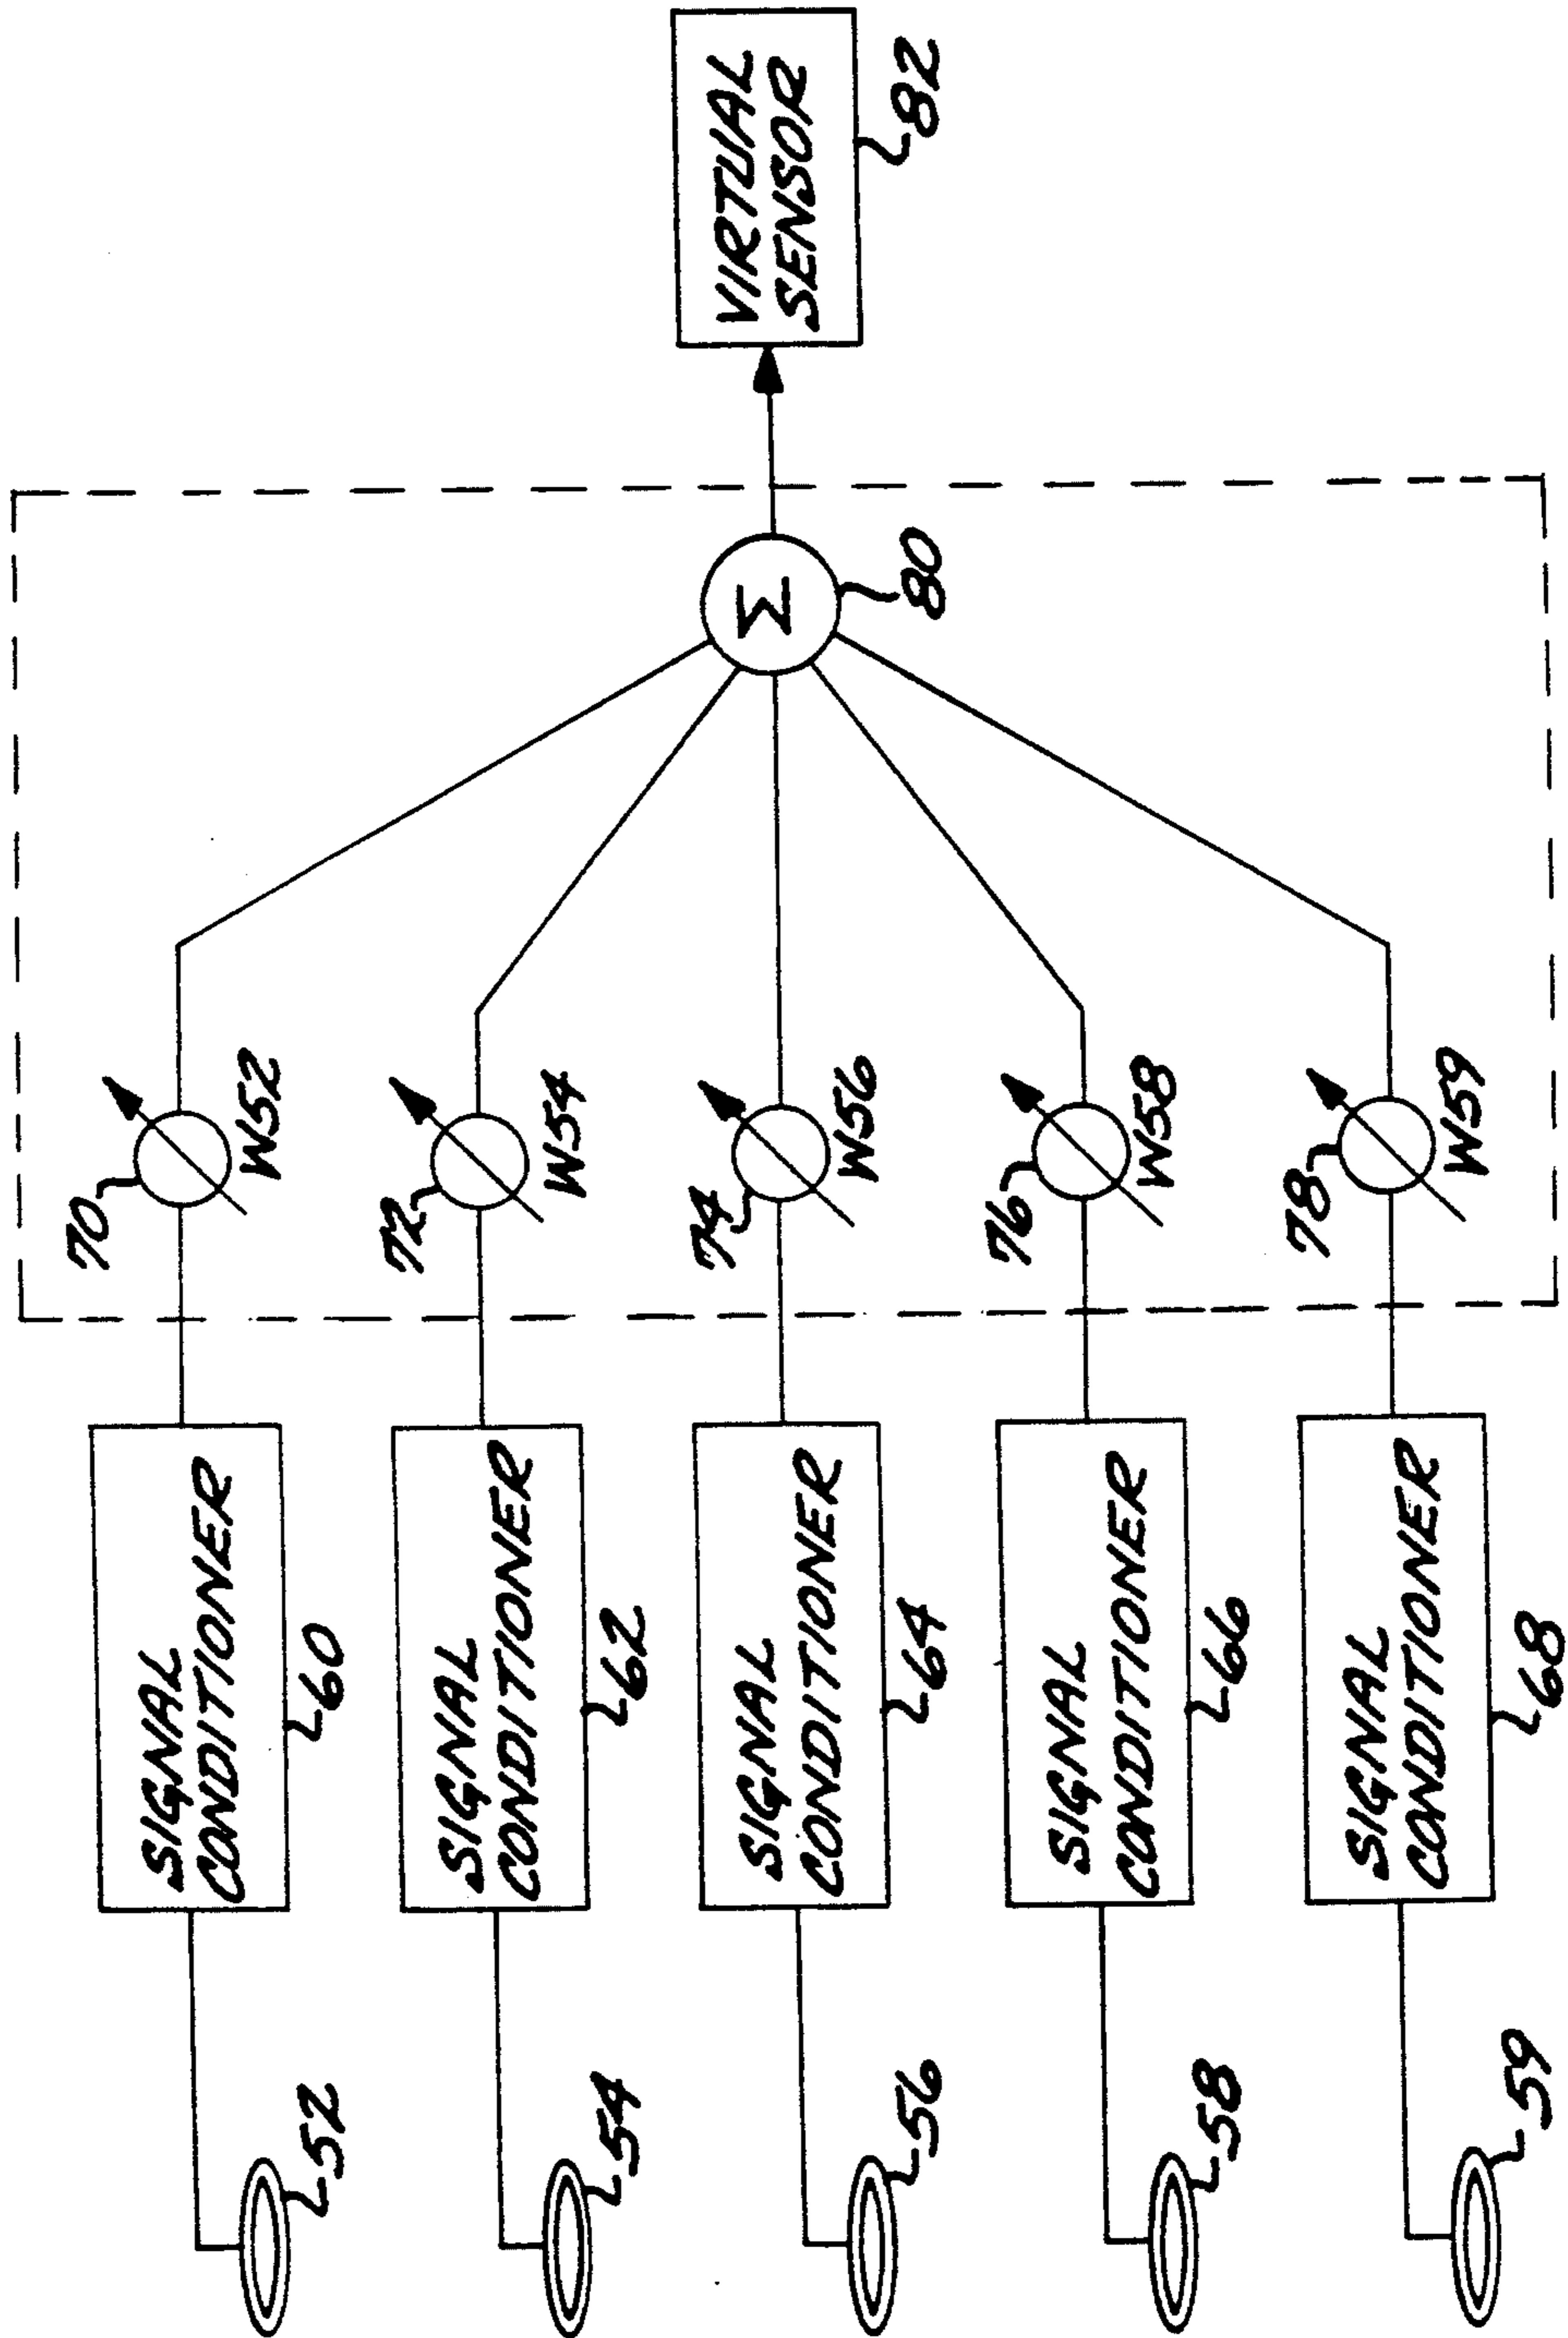 52
SIGNAL
CONDITIONER
60
70
W52
54
SIGNAL
CONDITIONER
62
72
W54
56
SIGNAL
CONDITIONER
64
74
W56
Σ
80
VIRTUAL
SENSOR
82
58
SIGNAL
CONDITIONER
66
76
W58
59
SIGNAL
CONDITIONER
68
78
W59